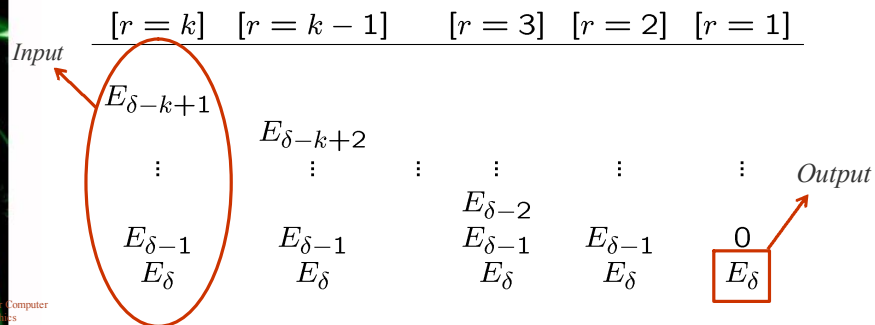 [r = k] [r = k − 1] [r = 3] [r = 2] [r = 1]
Input
E_{δ−k+1}
E_{δ−k+2}
⋮ ⋮ ⋮ ⋮ ⋮ ⋮
Output
E_{δ−2}
E_{δ−1} E_{δ−1} E_{δ−1} E_{δ−1} 0
E_δ E_δ E_δ E_δ E_δ
Computer